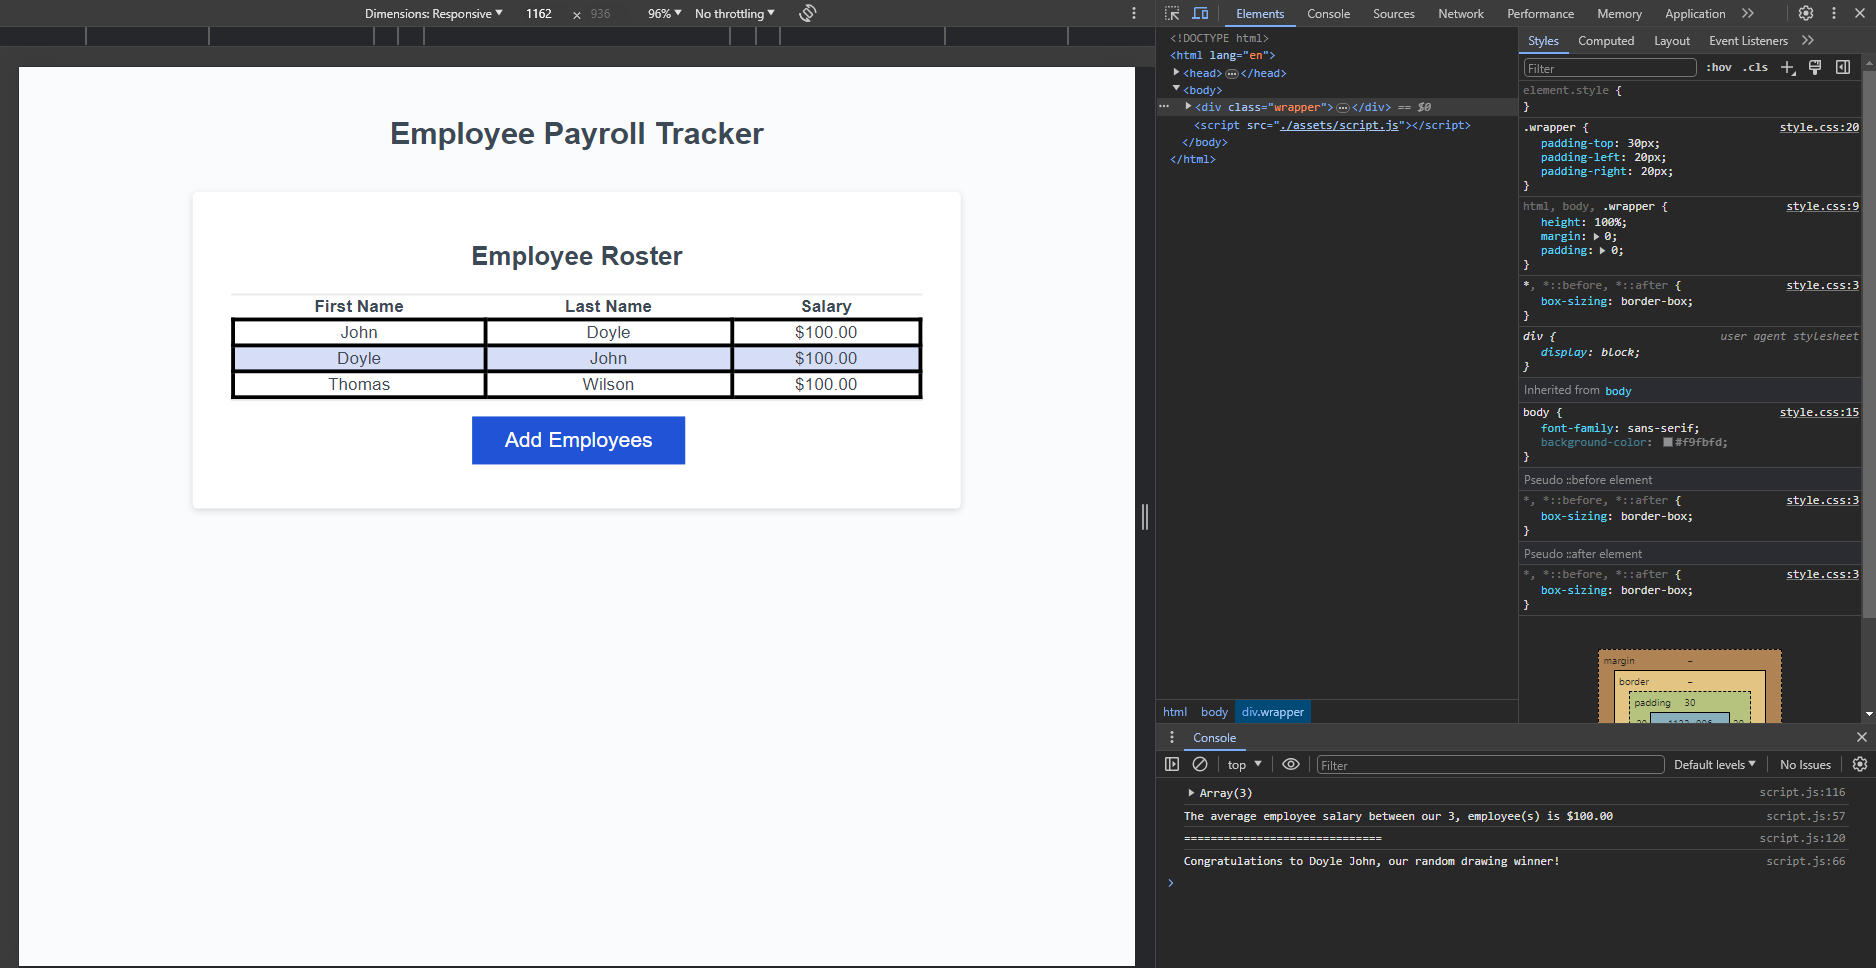 Dimensions: Responsive 1162 × 936 96% No throttling
Employee Payroll Tracker
Employee Roster
First Name Last Name Salary
John Doyle $100.00
Doyle John $100.00
Thomas Wilson $100.00
Add Employees
Elements Console Sources Network Performance Memory Application
<!DOCTYPE html>
<html lang="en">
<head> </head>
<body>
<div class="wrapper"> </div> == $0
<script src="./assets/script.js"></script>
</body>
</html>
html body div.wrapper
Styles Computed Layout Event Listeners
Filter :hov .cls
element.style {
}
.wrapper { style.css:20
padding-top: 30px;
padding-left: 20px;
padding-right: 20px;
}
html, body, .wrapper { style.css:9
height: 100%;
margin: 0;
padding: 0;
}
*, *::before, *::after { style.css:3
box-sizing: border-box;
}
div { user agent stylesheet
display: block;
}
Inherited from body
body { style.css:15
font-family: sans-serif;
background-color: #f9fbfd;
}
Pseudo ::before element
*, *::before, *::after { style.css:3
box-sizing: border-box;
}
Pseudo ::after element
*, *::before, *::after { style.css:3
box-sizing: border-box;
}
margin –
border –
padding 30
Console
top Filter Default levels No Issues
Array(3) script.js:116
The average employee salary between our 3, employee(s) is $100.00 script.js:57
============================== script.js:120
Congratulations to Doyle John, our random drawing winner! script.js:66